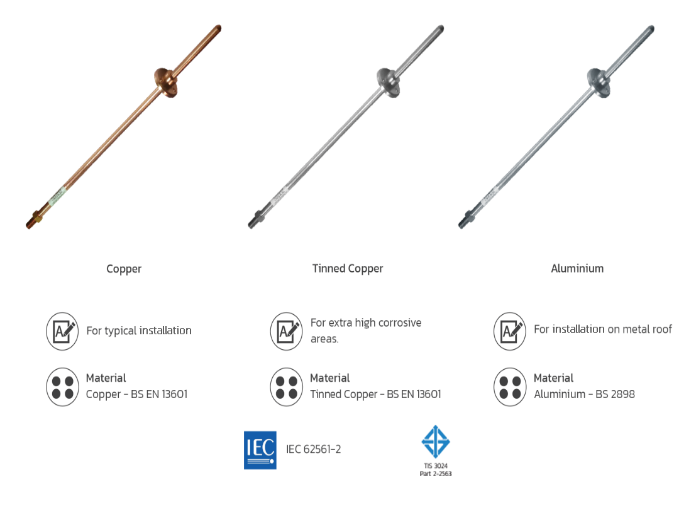 Copper
Tinned Copper
Aluminium
For typical installation
For extra high corrosive
areas.
For installation on metal roof
Material
Copper - BS EN 13601
Material
Tinned Copper - BS EN 13601
Material
Aluminium - BS 2898
IEC
IEC 62561-2
TIS 3024
Part 2-2563